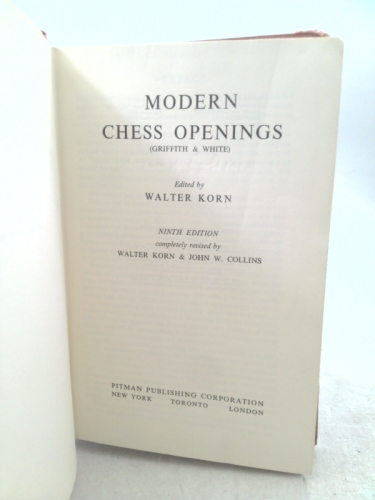 MODERN
CHESS OPENINGS
(GRIFFITH & WHITE)
Edited by
WALTER KORN
NINTH EDITION
completely revised by
WALTER KORN & JOHN W. COLLINS
PITMAN PUBLISHING CORPORATION
NEW YORK TORONTO LONDON